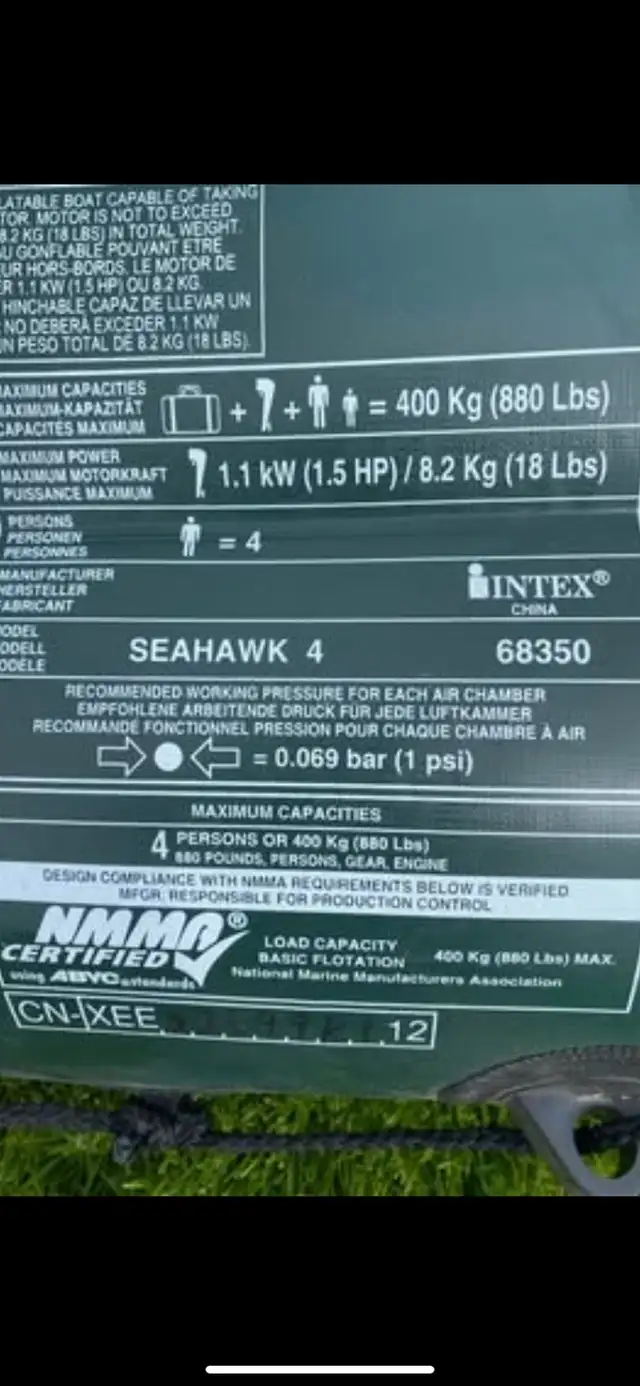 LATABLE BOAT CAPABLE OF TAKING
TOR. MOTOR IS NOT TO EXCEED
8.2 KG (18 LBS) IN TOTAL WEIGHT.
AU GONFLABLE POUVANT ETRE
EUR HORS-BORDS. LE MOTOR DE
ER 1.1 KW (1.5 HP) OU 8.2 KG.
HINCHABLE CAPAZ DE LLEVAR UN
NO DEBERÁ EXCEDER 1.1 KW
UN PESO TOTAL DE 8.2 KG (18 LBS).
MAXIMUM CAPACITIES
MAXIMUM-KAPAZITÄT
CAPACITÉS MAXIMUM
+ + = 400 Kg (880 Lbs)
MAXIMUM POWER
MAXIMUM MOTORKRAFT
PUISSANCE MAXIMUM
1.1 kW (1.5 HP) / 8.2 Kg (18 Lbs)
PERSONS
PERSONEN
PERSONNES
= 4
MANUFACTURER
HERSTELLER
FABRICANT
INTEX®
CHINA
ODEL
ODELL
ODÈLE
SEAHAWK 4
68350
RECOMMENDED WORKING PRESSURE FOR EACH AIR CHAMBER
EMPFOHLENE ARBEITENDE DRUCK FÜR JEDE LUFTKAMMER
RECOMMANDÉ FONCTIONNEL PRESSION POUR CHAQUE CHAMBRE À AIR
= 0.069 bar (1 psi)
MAXIMUM CAPACITIES
4 PERSONS OR 400 Kg (880 Lbs)
880 POUNDS, PERSONS, GEAR, ENGINE
DESIGN COMPLIANCE WITH NMMA REQUIREMENTS BELOW IS VERIFIED
MFGR. RESPONSIBLE FOR PRODUCTION CONTROL
NMMA®
CERTIFIED
using ABYC standards
LOAD CAPACITY
BASIC FLOTATION
400 Kg (880 Lbs) MAX.
National Marine Manufacturers Association
CN-XEE 12